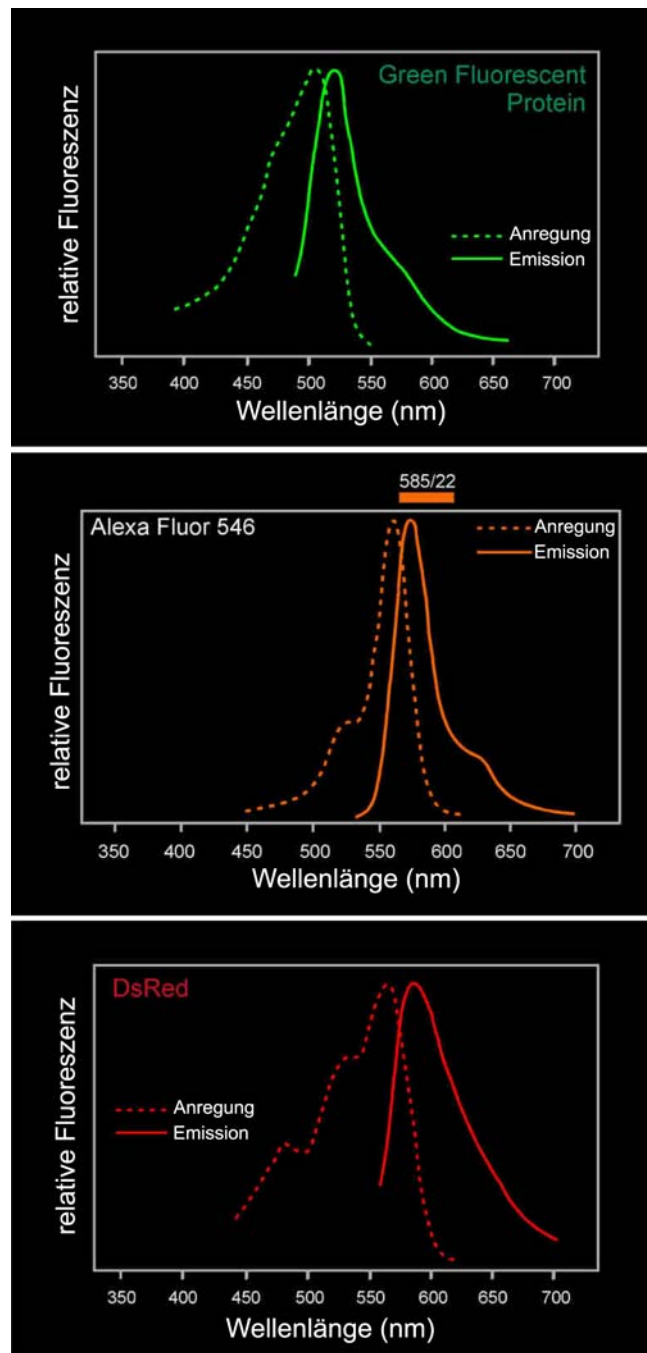 Green Fluorescent
Protein
relative Fluoreszenz
Anregung
Emission
350 400 450 500 550 600 650 700
Wellenlänge (nm)
585/22
Alexa Fluor 546
Anregung
Emission
relative Fluoreszenz
350 400 450 500 550 600 650 700
Wellenlänge (nm)
DsRed
relative Fluoreszenz
Anregung
Emission
350 400 450 500 550 600 650 700
Wellenlänge (nm)